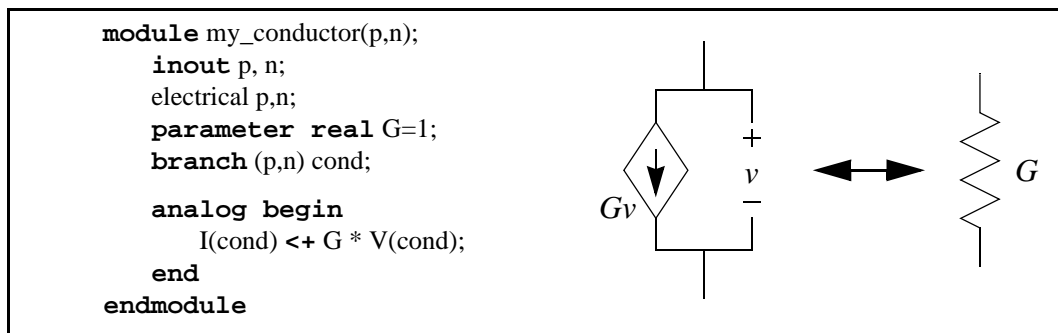 module my_conductor(p,n);
inout p, n;
electrical p,n;
parameter real G=1;
branch (p,n) cond;
analog begin
I(cond) <+ G * V(cond);
end
endmodule
Gv
+
v
–
G